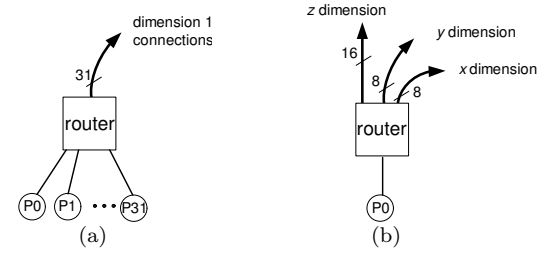 dimension 1
connections
31
router
P0 P1 P31
(a)
z dimension
y dimension
x dimension
16
8
8
router
P0
(b)